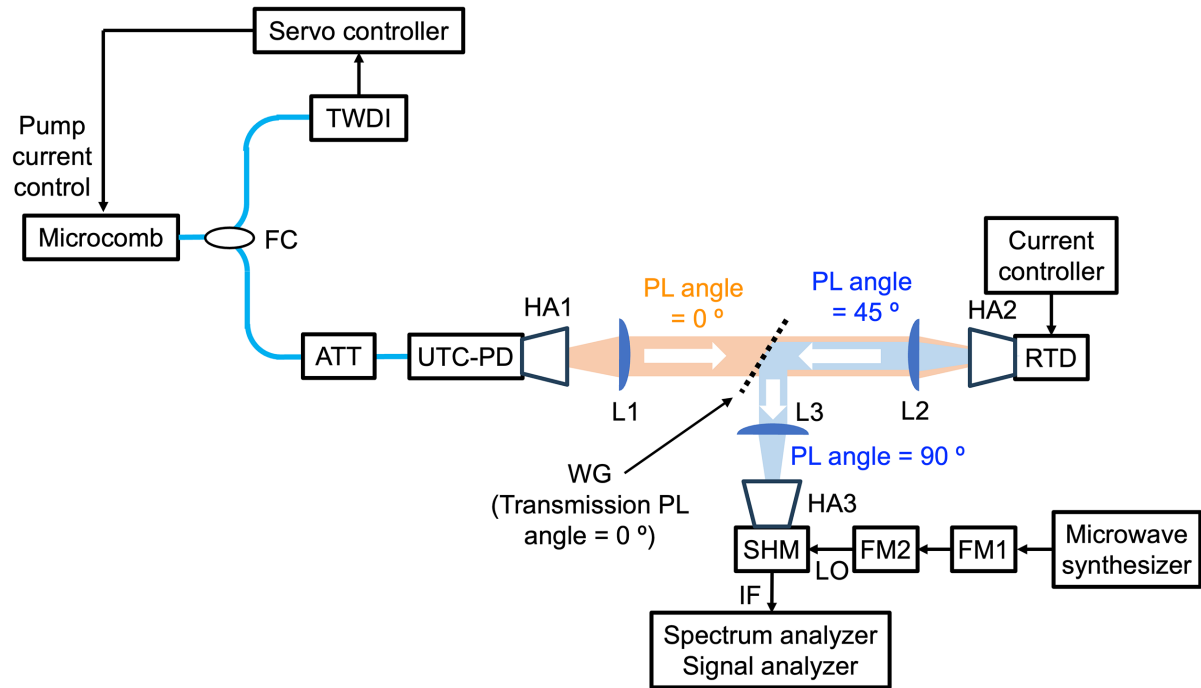 Servo controller
TWDI
Pump
current
control
Microcomb
FC
ATT
UTC-PD
HA1
PL angle
= 0 º
PL angle
= 45º
HA2
Current
controller
RTD
L1
L3
L2
PL angle = 90 º
WG
(Transmission PL
angle = 0 º)
HA3
SHM
LO
FM2
FM1
Microwave
synthesizer
IF
Spectrum analyzer
Signal analyzer